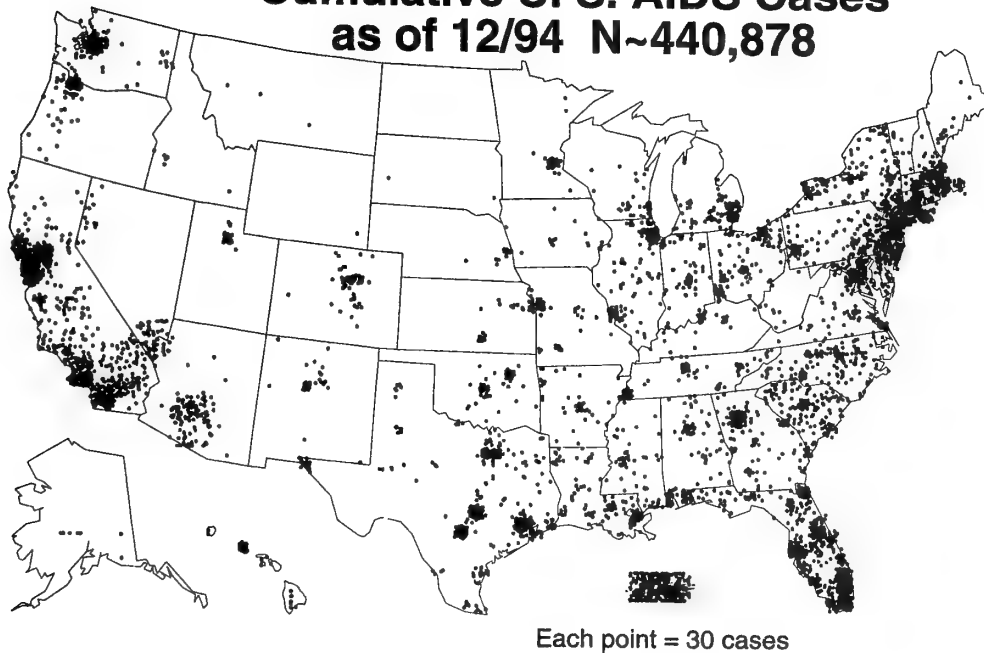 Cumulative U. S. AIDS Cases
as of 12/94 N~440,878
Each point = 30 cases